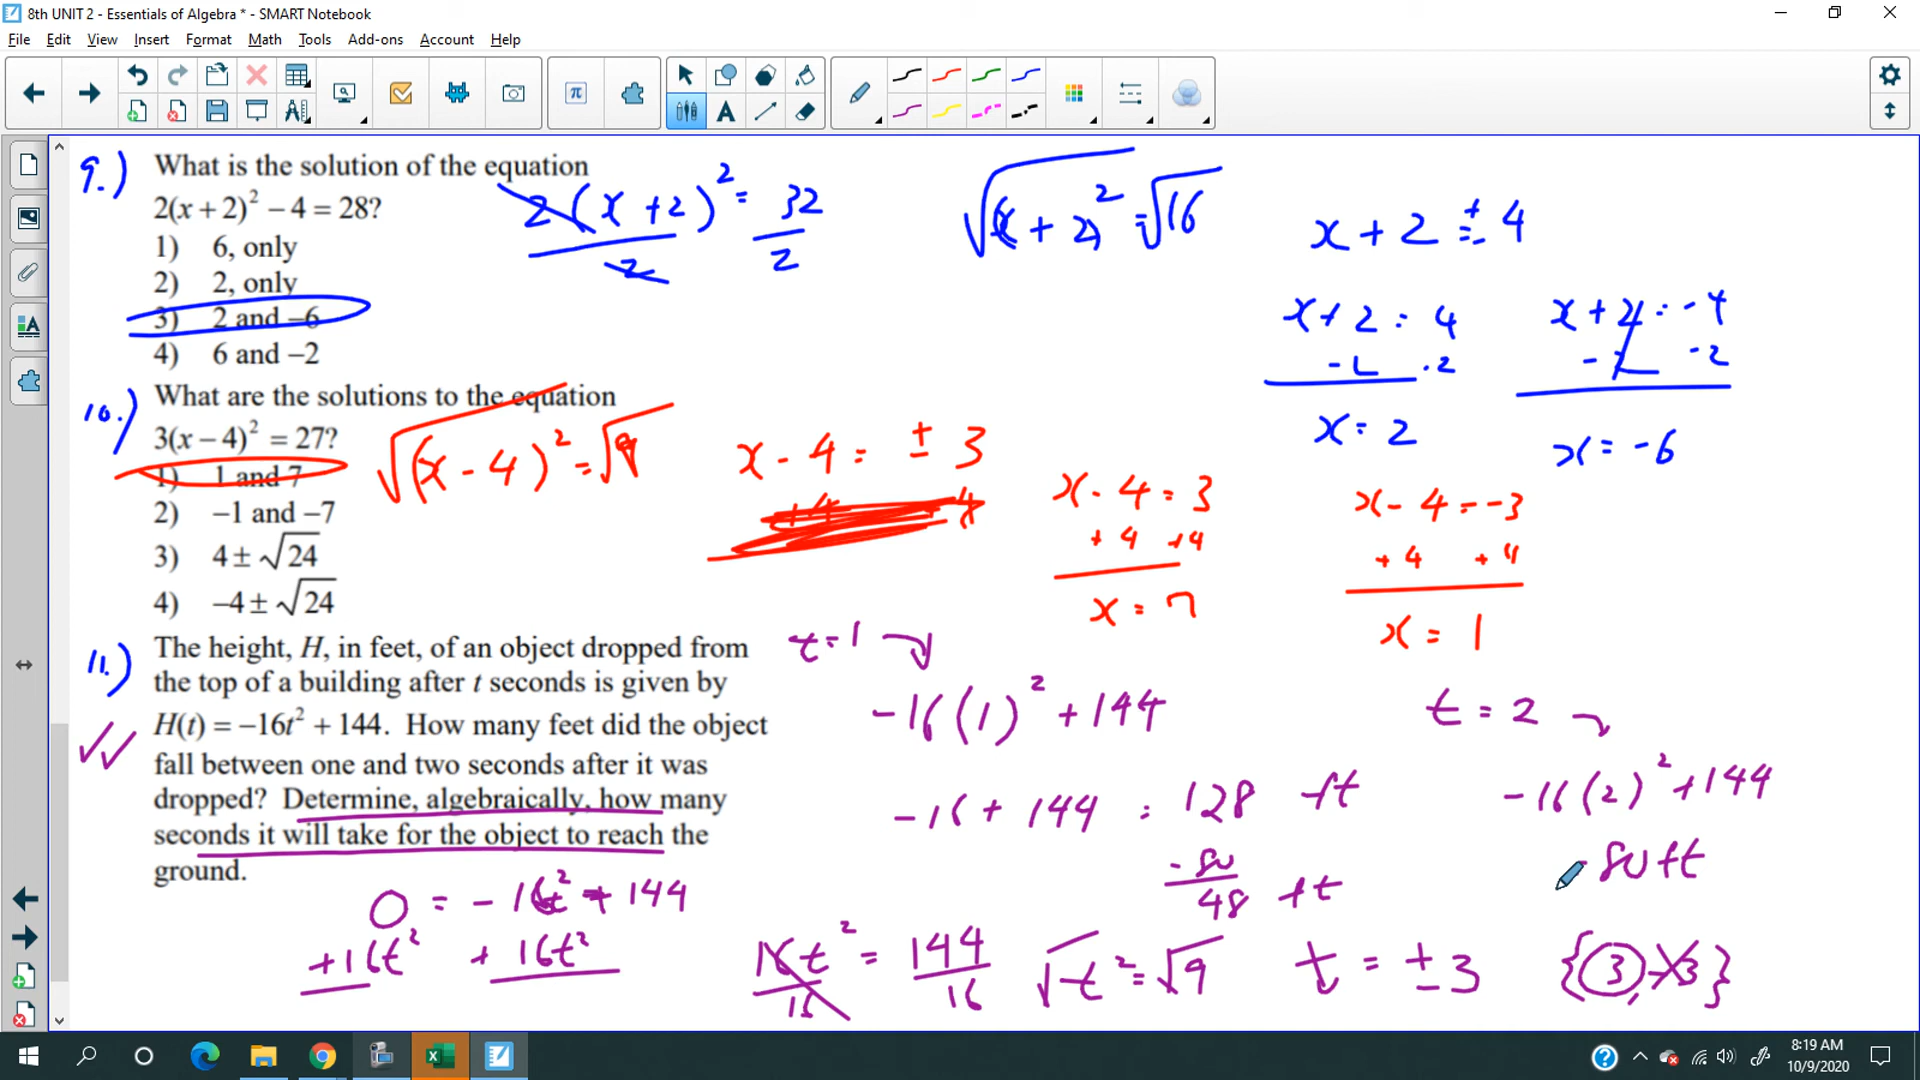 8th UNIT 2 - Essentials of Algebra * - SMART Notebook
File Edit View Insert Format Math Tools Add-ons Account Help
9.) What is the solution of the equation
2(x + 2)² − 4 = 28?
1) 6, only
2) 2, only
3) 2 and −6
4) 6 and −2
2(x+2)² = 32
2 2
√(x+2)² = √16
x+2 = ± 4
x+2 = 4
-2 -2
x = 2
x+2 = -4
-2 -2
x = -6
10.) What are the solutions to the equation
3(x − 4)² = 27?
1) 1 and 7
2) −1 and −7
3) 4 ± √24
4) −4 ± √24
√(x-4)² = √9
x-4 = ± 3
+4 4
x-4 = 3
+4 +4
x = 7
x-4 = -3
+4 +4
x = 1
11.) The height, H, in feet, of an object dropped from
the top of a building after t seconds is given by
H(t) = −16t² + 144. How many feet did the object
fall between one and two seconds after it was
dropped? Determine, algebraically, how many
seconds it will take for the object to reach the
ground.
t=1
-16(1)² + 144
-16 + 144 = 128 ft
-80
48 ft
t = 2
-16(2)² + 144
80 ft
0 = -16t² + 144
+16t² +16t²
16t² = 144
16 16
√t² = √9
t = ± 3
{3, -3}
8:19 AM
10/9/2020